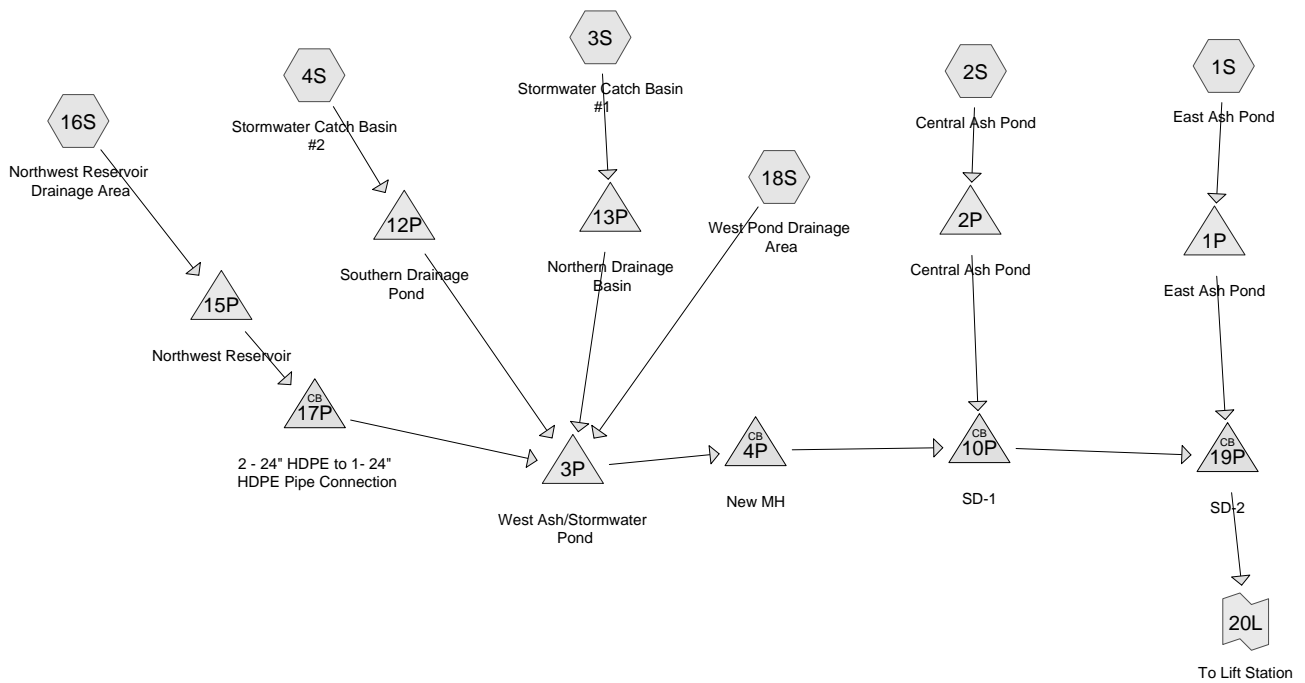 3S
Stormwater Catch Basin
#1
4S
Stormwater Catch Basin
#2
2S
Central Ash Pond
1S
East Ash Pond
16S
Northwest Reservoir
Drainage Area
18S
West Pond Drainage
Area
12P
Southern Drainage
Pond
13P
Northern Drainage
Basin
2P
Central Ash Pond
1P
East Ash Pond
15P
Northwest Reservoir
CB
17P
2 - 24" HDPE to 1- 24"
HDPE Pipe Connection
3P
West Ash/Stormwater
Pond
CB
4P
New MH
CB
10P
SD-1
CB
19P
SD-2
20L
To Lift Station